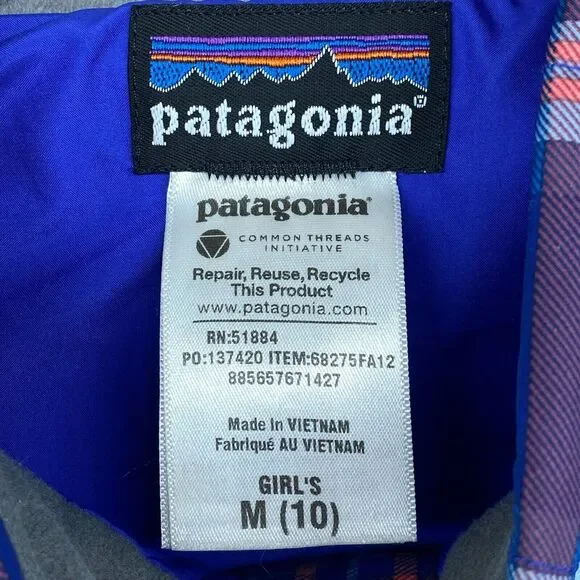 patagonia®
patagonia®
COMMON THREADS
INITIATIVE
Repair, Reuse, Recycle
This Product
www.patagonia.com
RN:51884
PO:137420 ITEM:68275FA12
885657671427
Made In VIETNAM
Fabriqué AU VIETNAM
GIRL'S
M (10)